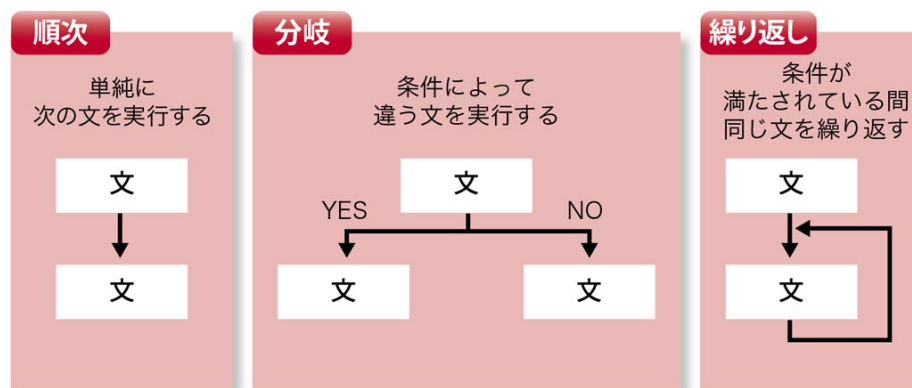 順次
単純に
次の文を実行する
文
文
分岐
条件によって
違う文を実行する
文
YES
NO
文
文
繰り返し
条件が
満たされている間
同じ文を繰り返す
文
文